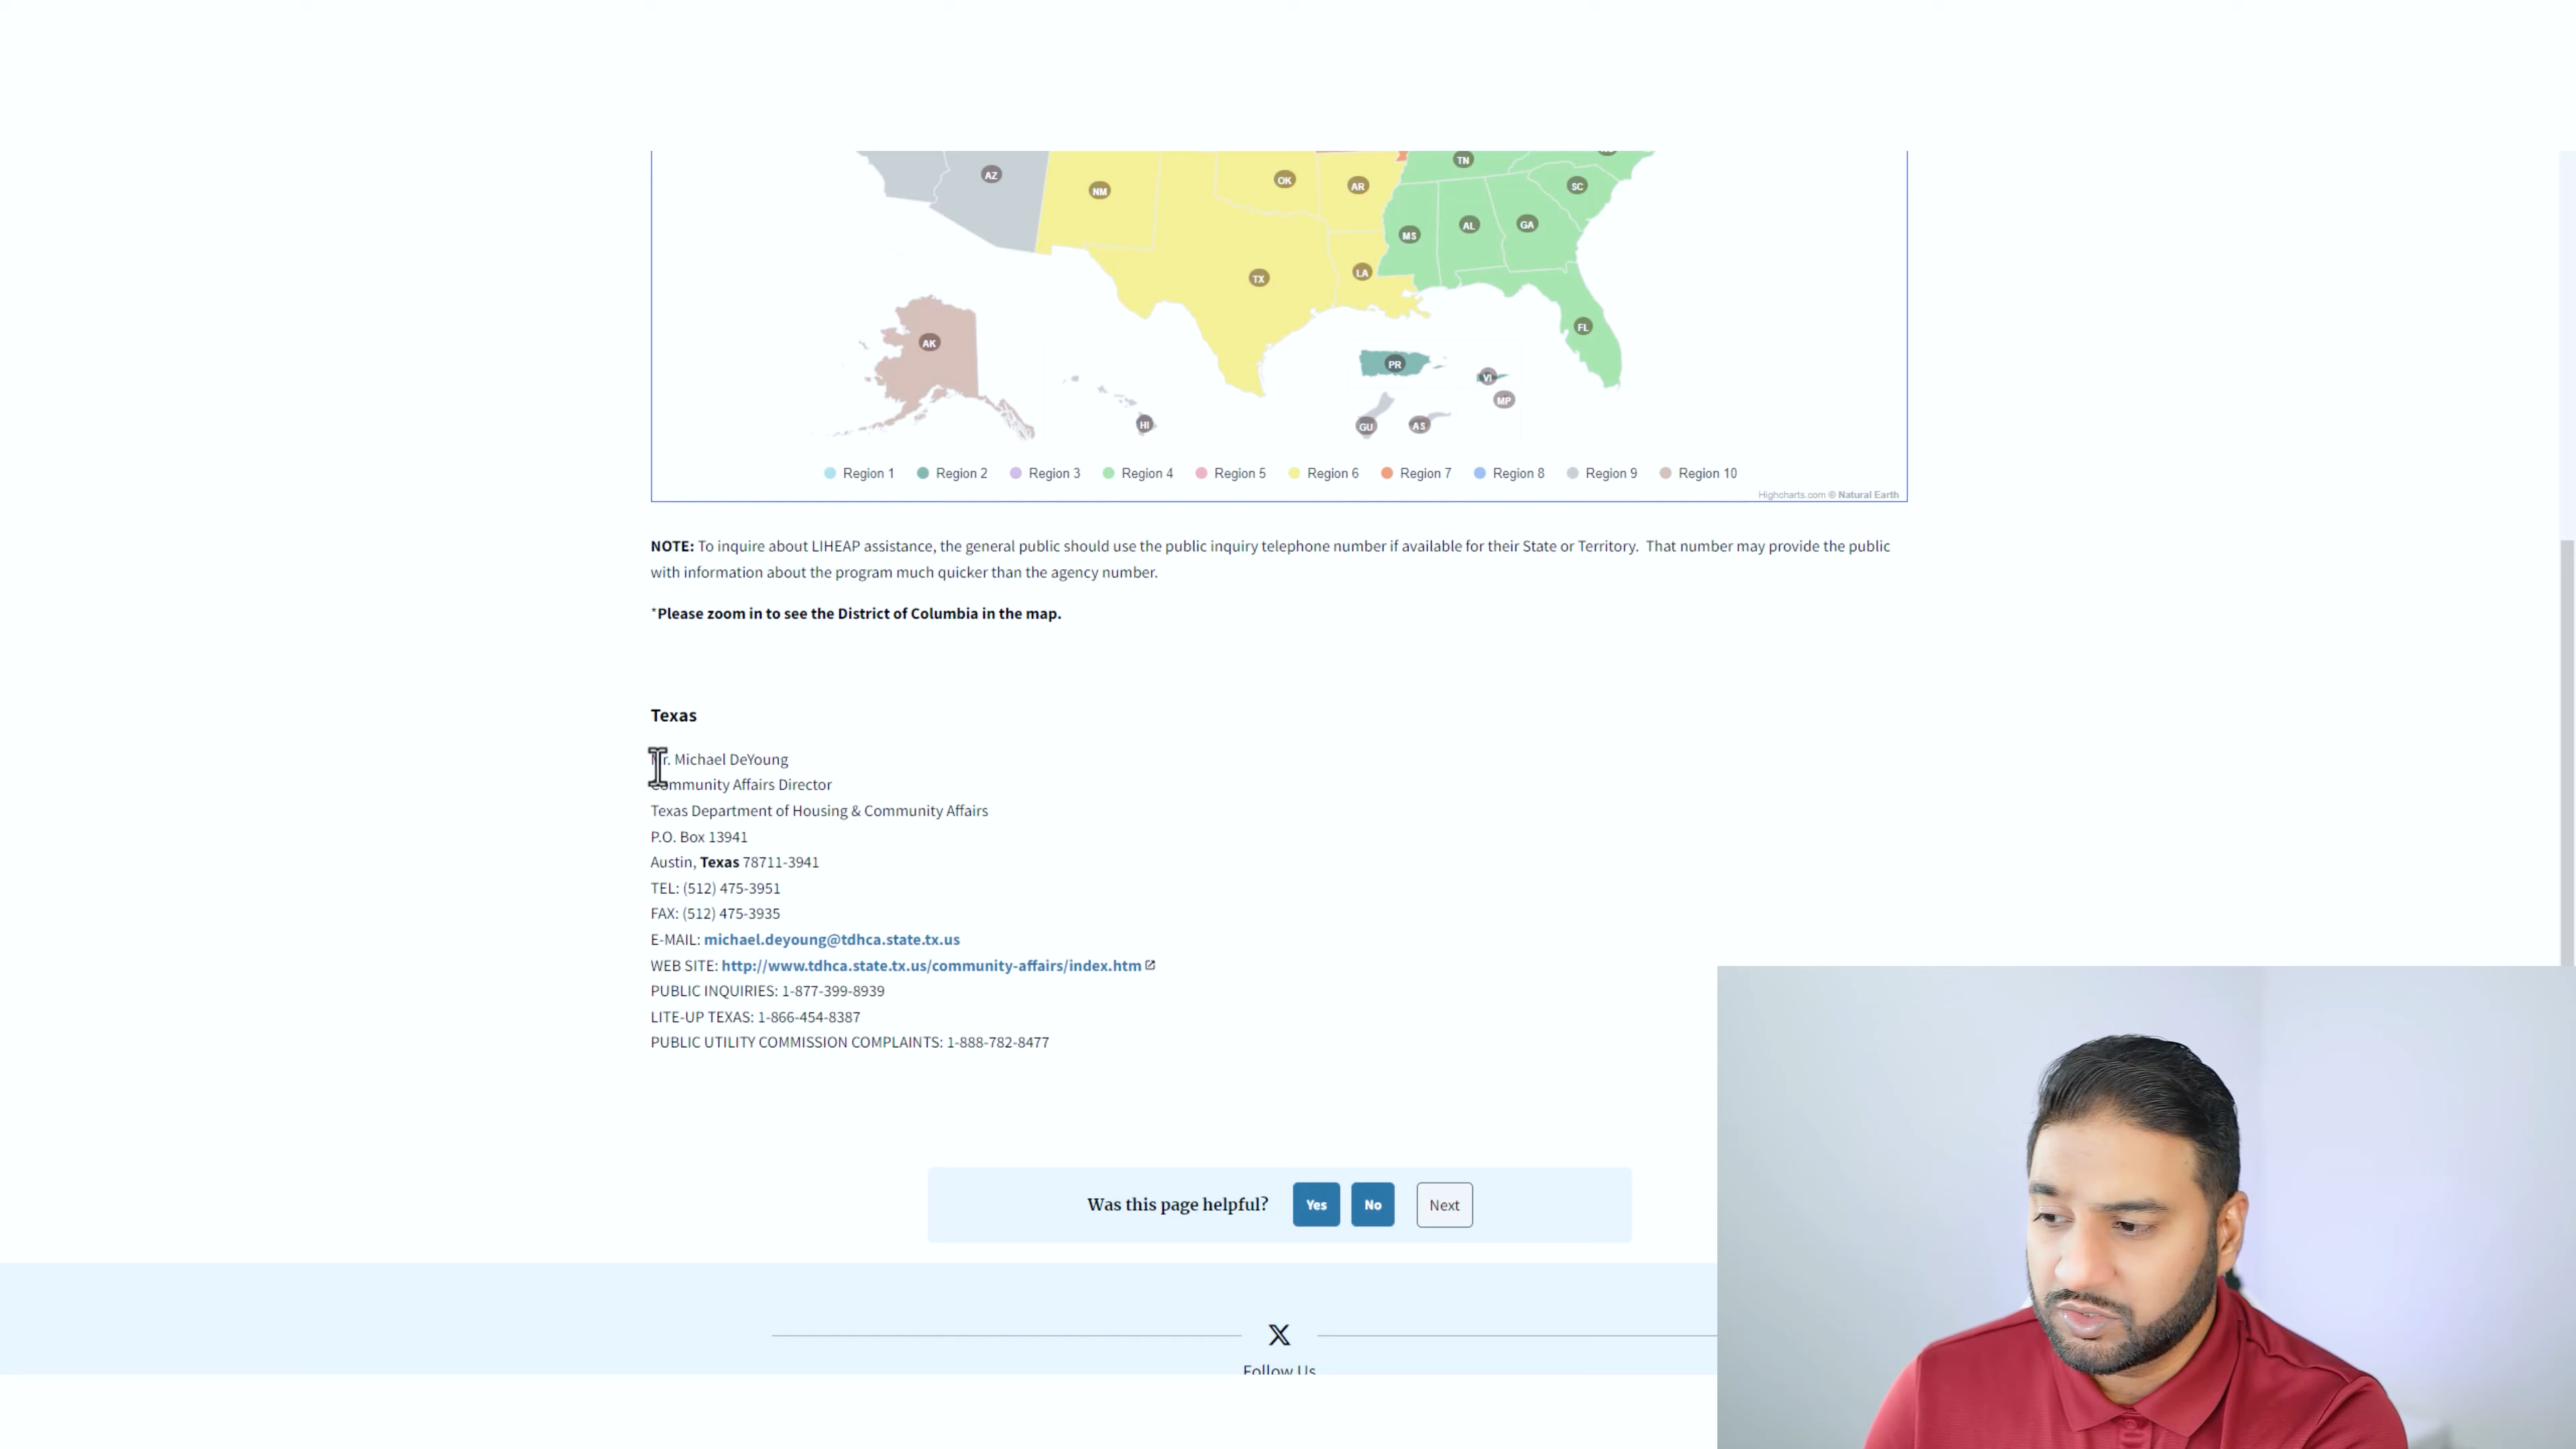 TN
AZ
OK
AR
SC
NM
AL
GA
MS
LA
TX
FL
AK
PR
VI
MP
HI
GU
AS
Region 1 Region 2 Region 3 Region 4 Region 5 Region 6 Region 7 Region 8 Region 9 Region 10
Highcharts.com © Natural Earth
NOTE: To inquire about LIHEAP assistance, the general public should use the public inquiry telephone number if available for their State or Territory. That number may provide the public
with information about the program much quicker than the agency number.
*Please zoom in to see the District of Columbia in the map.
Texas
Mr. Michael DeYoung
Community Affairs Director
Texas Department of Housing & Community Affairs
P.O. Box 13941
Austin, Texas 78711-3941
TEL: (512) 475-3951
FAX: (512) 475-3935
E-MAIL: michael.deyoung@tdhca.state.tx.us
WEB SITE: http://www.tdhca.state.tx.us/community-affairs/index.htm
PUBLIC INQUIRIES: 1-877-399-8939
LITE-UP TEXAS: 1-866-454-8387
PUBLIC UTILITY COMMISSION COMPLAINTS: 1-888-782-8477
Was this page helpful? Yes No Next
Follow Us